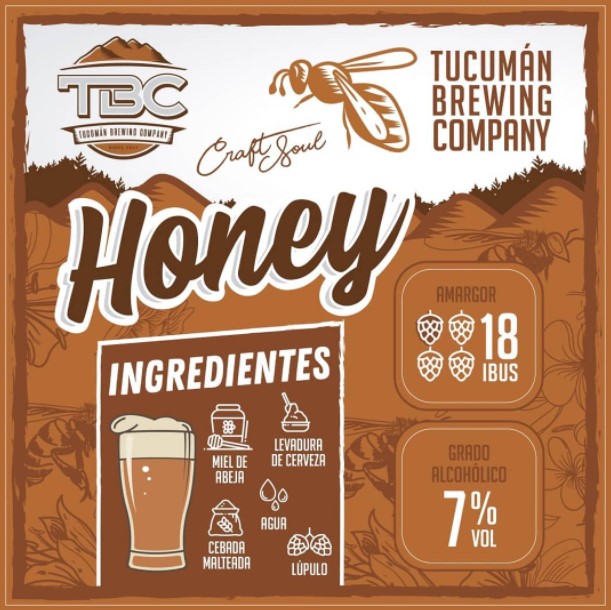 TBC
TUCUMÁN BREWING COMPANY
Craft Soul
TUCUMÁN
BREWING
COMPANY
Honey
INGREDIENTES
MIEL DE
ABEJA
LEVADURA
DE CERVEZA
AGUA
CEBADA
MALTEADA
LÚPULO
AMARGOR
18
IBUS
GRADO
ALCOHÓLICO
7%
VOL